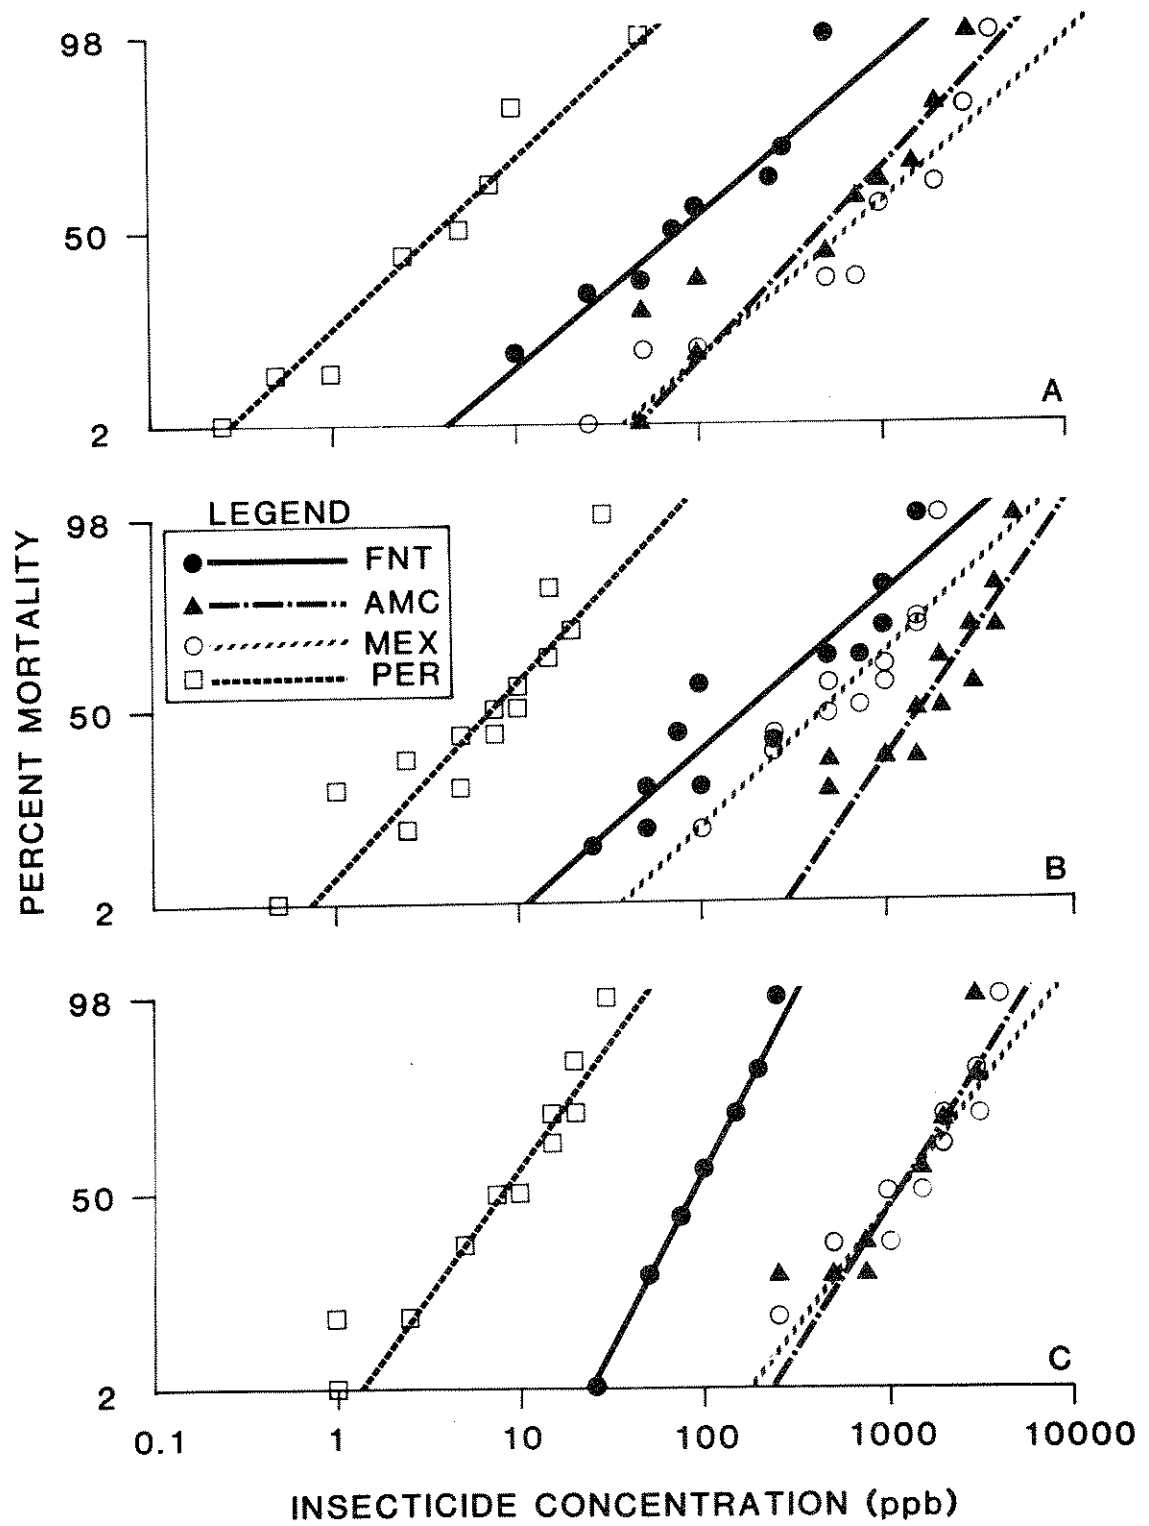 98
50
2
A
LEGEND
FNT
AMC
MEX
PER
98
50
2
B
PERCENT MORTALITY
98
50
2
C
0.1 1 10 100 1000 10000
INSECTICIDE CONCENTRATION (ppb)